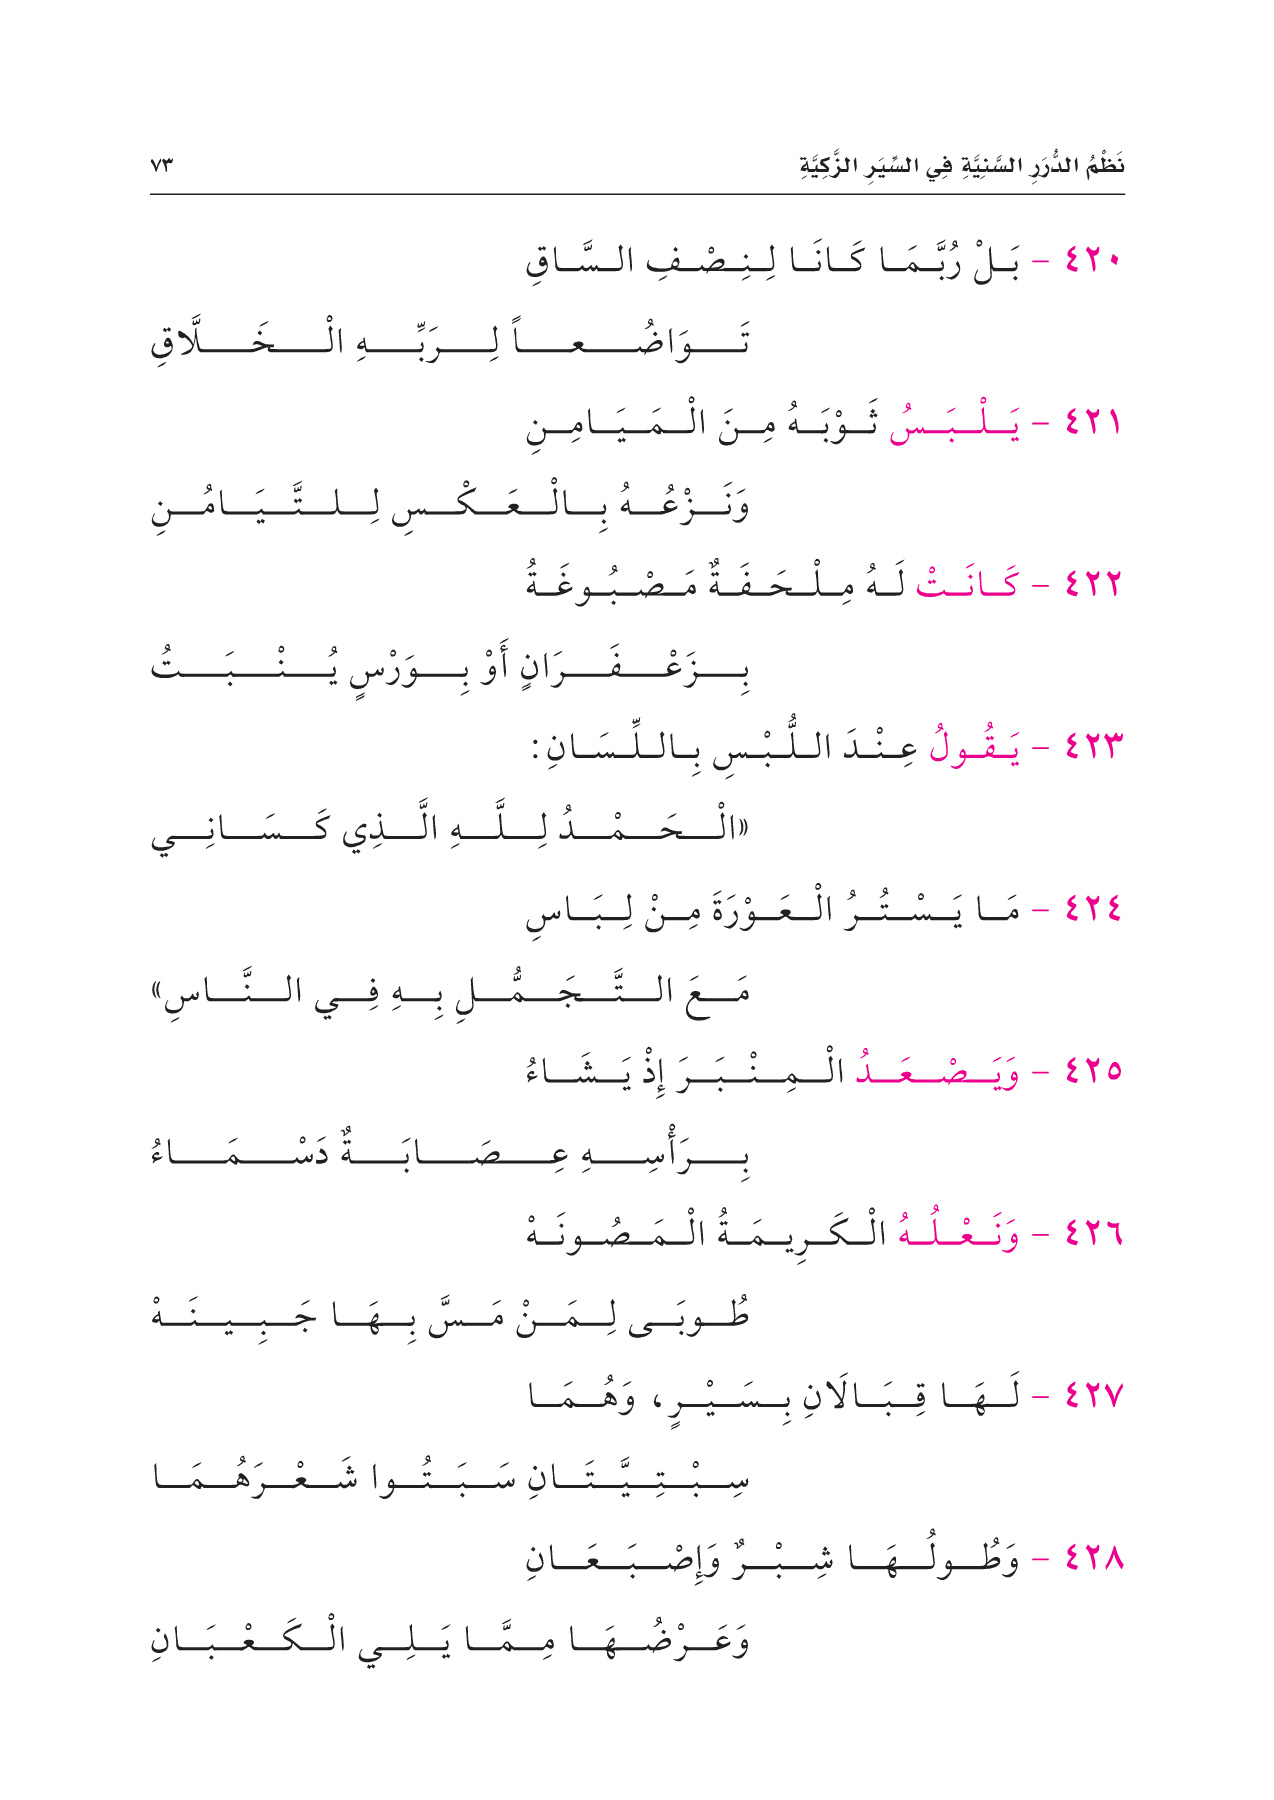 نَظْمُ الدُّرَرِ السَّنِيَّةِ فِي السِّيَرِ الزَّكِيَّةِ ٧٣
٤٢٠ - بَلْ رُبَّمَا كَانَا لِنِصْفِ السَّاقِ
تَوَاضُعاً لِرَبِّهِ الْخَلَّاقِ
٤٢١ - يَلْبَسُ ثَوْبَهُ مِنَ الْمَيَامِنِ
وَنَزْعُهُ بِالْعَكْسِ لِلتَّيَامُنِ
٤٢٢ - كَانَتْ لَهُ مِلْحَفَةٌ مَصْبُوغَةُ
بِزَعْفَرَانٍ أَوْ بِوَرْسٍ يُنْبَتُ
٤٢٣ - يَقُولُ عِنْدَ اللُّبْسِ بِاللِّسَانِ:
«الْحَمْدُ لِلَّهِ الَّذِي كَسَانِي
٤٢٤ - مَا يَسْتُرُ الْعَوْرَةَ مِنْ لِبَاسِ
مَعَ التَّجَمُّلِ بِهِ فِي النَّاسِ»
٤٢٥ - وَيَصْعَدُ الْمِنْبَرَ إِذْ يَشَاءُ
بِرَأْسِهِ عِصَابَةٌ دَسْمَاءُ
٤٢٦ - وَنَعْلُهُ الْكَرِيمَةُ الْمَصُونَهْ
طُوبَى لِمَنْ مَسَّ بِهَا جَبِينَهْ
٤٢٧ - لَهَا قِبَالَانِ بِسَيْرٍ، وَهُمَا
سِبْتِيَّتَانِ سَبَتُوا شَعْرَهُمَا
٤٢٨ - وَطُولُهَا شِبْرٌ وَإِصْبَعَانِ
وَعَرْضُهَا مِمَّا يَلِي الْكَعْبَانِ